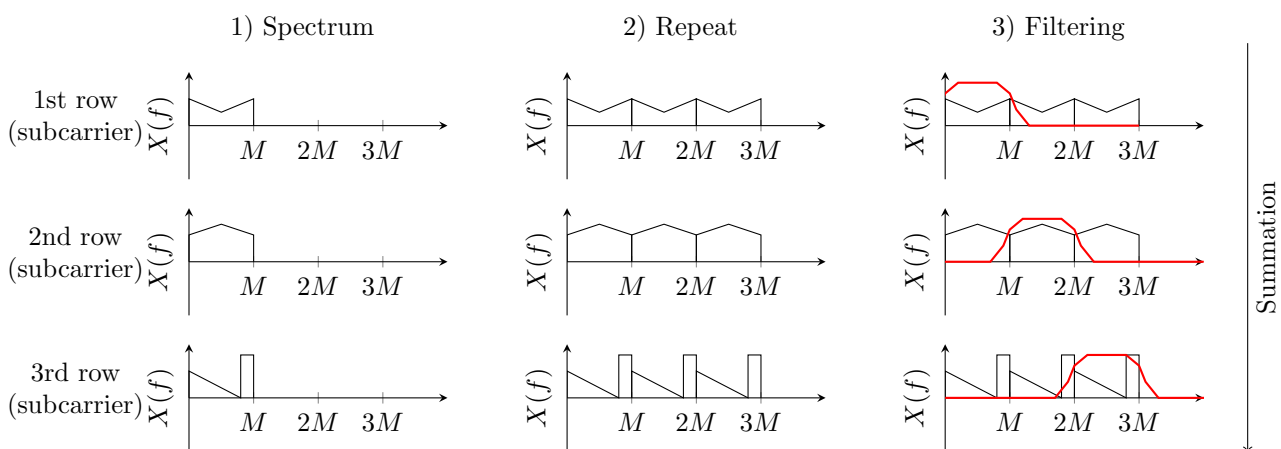 1) Spectrum
2) Repeat
3) Filtering
1st row
(subcarrier)
X(f)
M 2M 3M
X(f)
M 2M 3M
X(f)
M 2M 3M
2nd row
(subcarrier)
X(f)
M 2M 3M
X(f)
M 2M 3M
X(f)
M 2M 3M
3rd row
(subcarrier)
X(f)
M 2M 3M
X(f)
M 2M 3M
X(f)
M 2M 3M
Summation